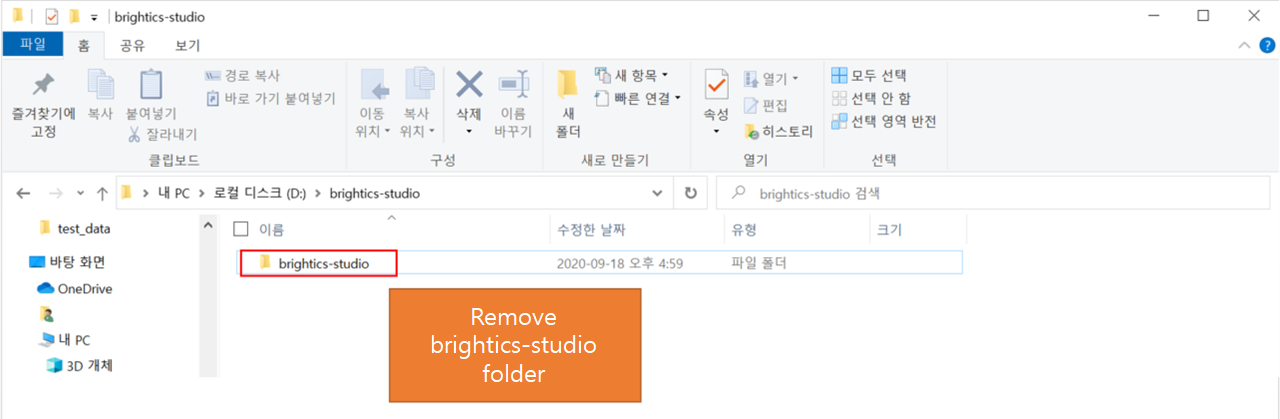 brightics-studio
파일 홈 공유 보기
즐겨찾기에
고정
복사
붙여넣기
경로 복사
바로 가기 붙여넣기
잘라내기
클립보드
이동
위치
복사
위치
삭제
이름
바꾸기
구성
새
폴더
새 항목
빠른 연결
새로 만들기
속성
열기
편집
히스토리
열기
모두 선택
선택 안 함
선택 영역 반전
선택
내 PC > 로컬 디스크 (D:) > brightics-studio
brightics-studio 검색
test_data
바탕 화면
OneDrive
내 PC
3D 개체
이름 수정한 날짜 유형 크기
brightics-studio 2020-09-18 오후 4:59 파일 폴더
Remove
brightics-studio
folder